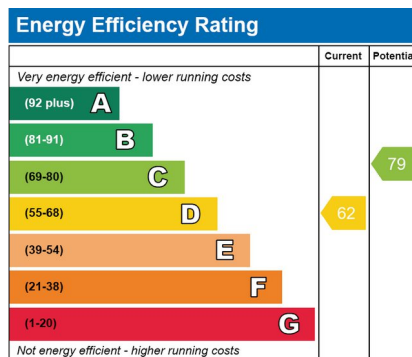 Energy Efficiency Rating
Current Potential
Very energy efficient - lower running costs
(92 plus) A
(81-91) B
(69-80) C 79
(55-68) D 62
(39-54) E
(21-38) F
(1-20) G
Not energy efficient - higher running costs